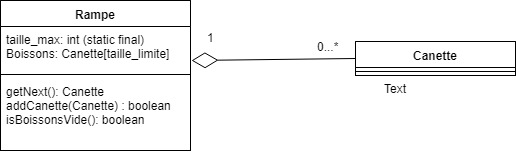 Rampe
taille_max: int (static final)
Boissons: Canette[taille_limite]
getNext(): Canette
addCanette(Canette) : boolean
isBoissonsVide(): boolean
1
0...*
Canette
Text